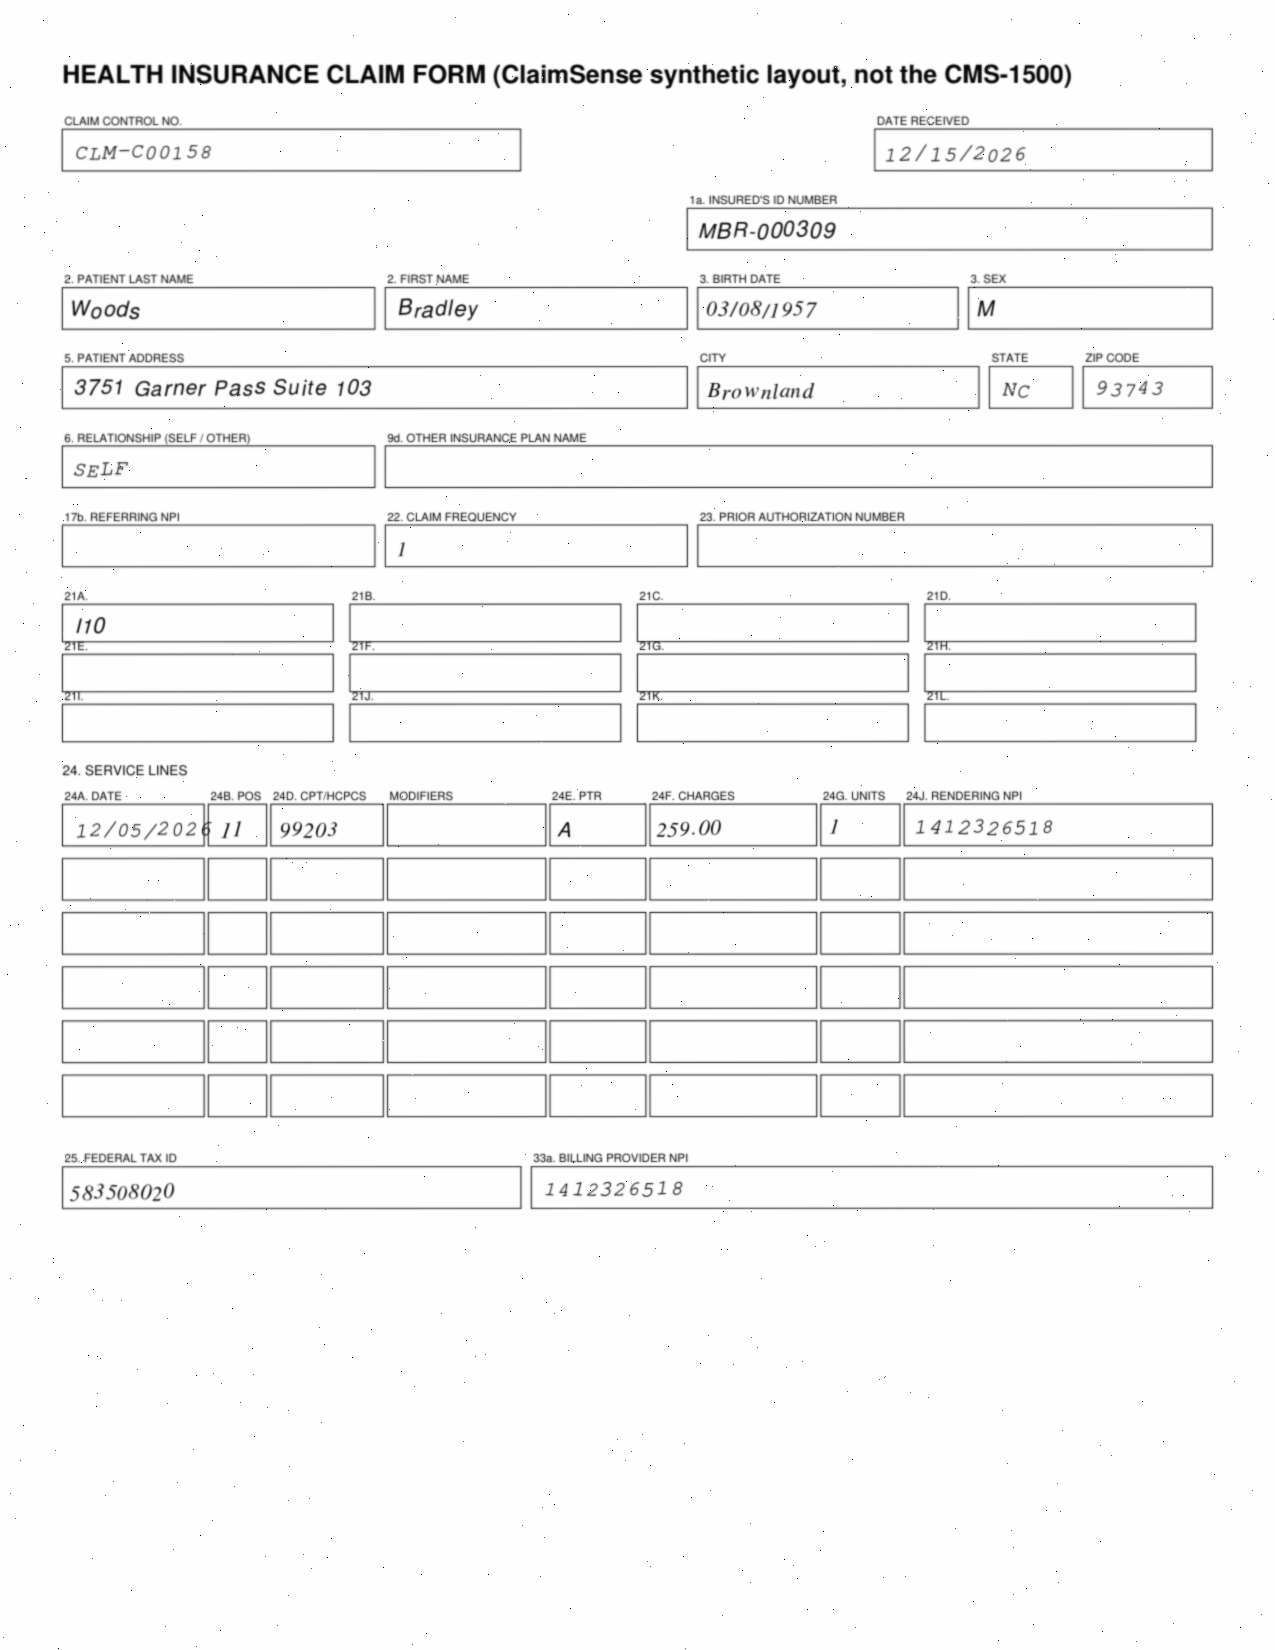 HEALTH INSURANCE CLAIM FORM (ClaimSense synthetic layout, not the CMS-1500)
CLAIM CONTROL NO. DATE RECEIVED
CLM-C00158 12/15/2026
1a. INSURED'S ID NUMBER
MBR-000309
2. PATIENT LAST NAME 2. FIRST NAME 3. BIRTH DATE 3. SEX
Woods Bradley 03/08/1957 M
5. PATIENT ADDRESS CITY STATE ZIP CODE
3751 Garner Pass Suite 103 Brownland NC 93743
6. RELATIONSHIP (SELF / OTHER) 9d. OTHER INSURANCE PLAN NAME
SELF
17b. REFERRING NPI 22. CLAIM FREQUENCY 23. PRIOR AUTHORIZATION NUMBER
1
21A. 21B. 21C. 21D.
I10
21E. 21F. 21G. 21H.
21I. 21J. 21K. 21L.
24. SERVICE LINES
24A. DATE 24B. POS 24D. CPT/HCPCS MODIFIERS 24E. PTR 24F. CHARGES 24G. UNITS 24J. RENDERING NPI
12/05/2026 11 99203 A 259.00 1 1412326518
25. FEDERAL TAX ID 33a. BILLING PROVIDER NPI
583508020 1412326518